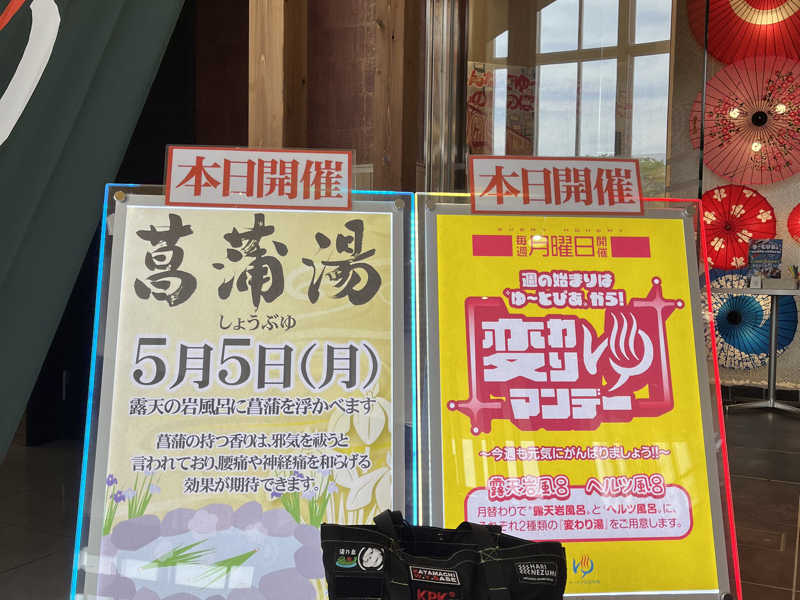 本日開催
菖蒲湯
しょうぶゆ
5月5日(月)
露天の岩風呂に菖蒲を浮かべます
菖蒲の持つ香りは、邪気を祓うと
言われており、腰痛や神経痛を和らげる
効果が期待できます。
本日開催
EVERY MONDAY
毎週月曜日開催
週の始まりは
ゆ〜とぴあ、から!
変わりゆ
マンデー
〜今週も元気にがんばりましょう!!〜
露天岩風呂 ヘルツ風呂
月替わりで“露天岩風呂„と“ヘルツ風呂„に、
それぞれ2種類の「変わり湯」をご用意します。
KATAMACHI
HARI
NEZUMI
KRK